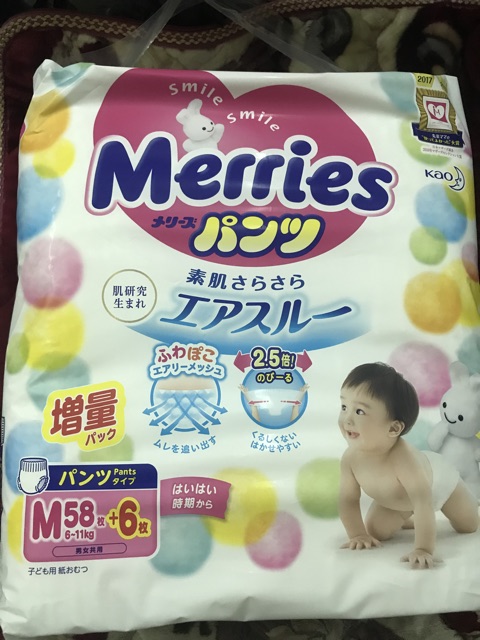 Smile
Smile
2017
Kao
Merries
メリーズ パンツ
素肌さらさら
肌研究
生まれ
エアスルー
ふわぽこ
エアリーメッシュ
2.5倍!
のびーる
ムレを追い出す
くるしくない
はかせやすい
増量
パック
パンツ Pants
タイプ
はいはい
時期から
M58枚+6枚
6~11kg
男女共用
子ども用 紙おむつ